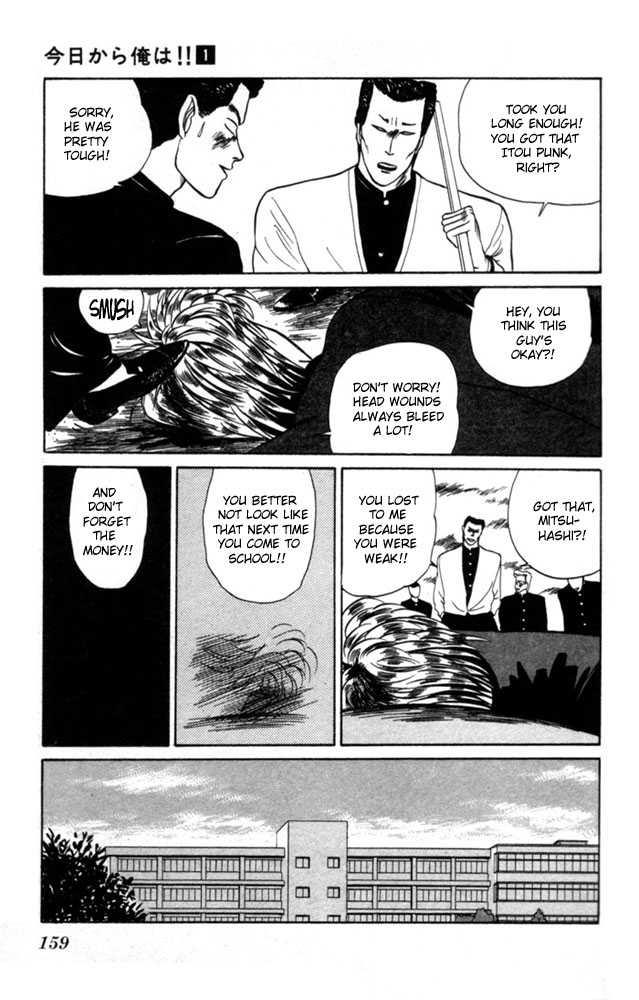 今日から俺は!! 1
TOOK YOU
LONG ENOUGH!
YOU GOT THAT
ITOU PUNK,
RIGHT?
SORRY,
HE WAS
PRETTY
TOUGH!
HEY, YOU
THINK THIS
GUY'S
OKAY?!
DON'T WORRY!
HEAD WOUNDS
ALWAYS BLEED
A LOT!
SMUSH
GOT THAT,
MITSU-
HASHI?!
YOU LOST
TO ME
BECAUSE
YOU WERE
WEAK!!
YOU BETTER
NOT LOOK LIKE
THAT NEXT TIME
YOU COME TO
SCHOOL!!
AND
DON'T
FORGET
THE
MONEY!!
159